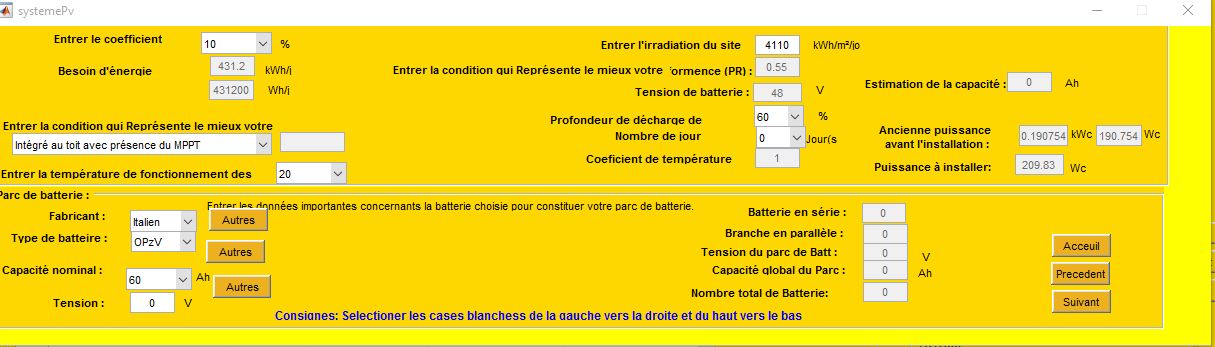 systemePv
Entrer le coefficient 10 %
Besoin d'énergie 431.2 kWh/j
431200 Wh/j
Entrer la condition qui Représente le mieux votre
Intégré au toit avec présence du MPPT
Entrer la température de fonctionnement des 20
Entrer l'irradiation du site 4110 kWh/m²/jo
Entrer la condition qui Représente le mieux votre ormence (PR) : 0.55
Tension de batterie : 48 V
Profondeur de décharge de 60 %
Nombre de jour 0 Jour(s
Coeficient de température 1
Estimation de la capacité : 0 Ah
Ancienne puissance
avant l'installation : 0.190754 kWc 190.754 Wc
Puissance à installer: 209.83 Wc
Parc de batterie :
Entrer les données importantes concernants la batterie choisie pour constituer votre parc de batterie.
Fabricant : Italien Autres
Type de batteire : OPzV Autres
Capacité nominal : 60 Ah Autres
Tension : 0 V
Batterie en série : 0
Branche en parallèle : 0
Tension du parc de Batt : 0 V
Capacité global du Parc : 0 Ah
Nombre total de Batterie: 0
Acceuil
Precedent
Suivant
Consignes: Selectioner les cases blanchess de la gauche vers la droite et du haut vers le bas